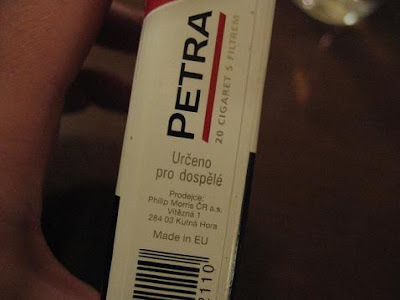 PETRA
20 CIGARET S FILTREM
Určeno
pro dospělé
Prodejce:
Philip Morris ČR a.s.
Vítězná 1
284 03 Kutná Hora
Made in EU
2110